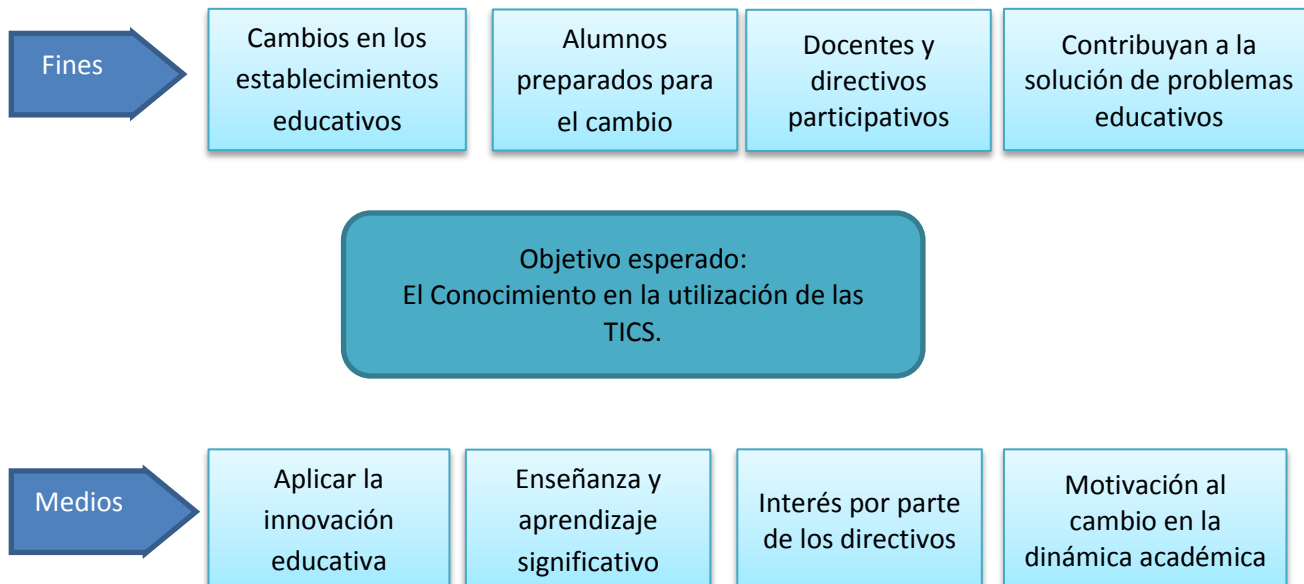 Fines
Cambios en los
establecimientos
educativos
Alumnos
preparados para
el cambio
Docentes y
directivos
participativos
Contribuyan a la
solución de problemas
educativos
Objetivo esperado:
El Conocimiento en la utilización de las
TICS.
Medios
Aplicar la
innovación
educativa
Enseñanza y
aprendizaje
significativo
Interés por parte
de los directivos
Motivación al
cambio en la
dinámica académica